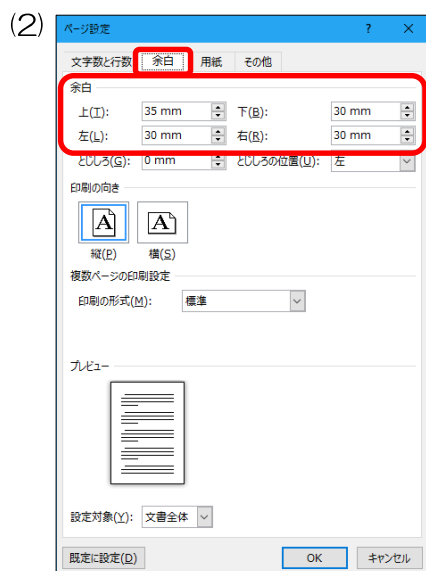 (2)
ページ設定 ? ×
文字数と行数 余白 用紙 その他
余白
上(T): 35 mm 下(B): 30 mm
左(L): 30 mm 右(R): 30 mm
とじしろ(G): 0 mm とじしろの位置(U): 左
印刷の向き
A A
縦(P) 横(S)
複数ページの印刷設定
印刷の形式(M): 標準
プレビュー
設定対象(Y): 文書全体
既定に設定(D) OK キャンセル